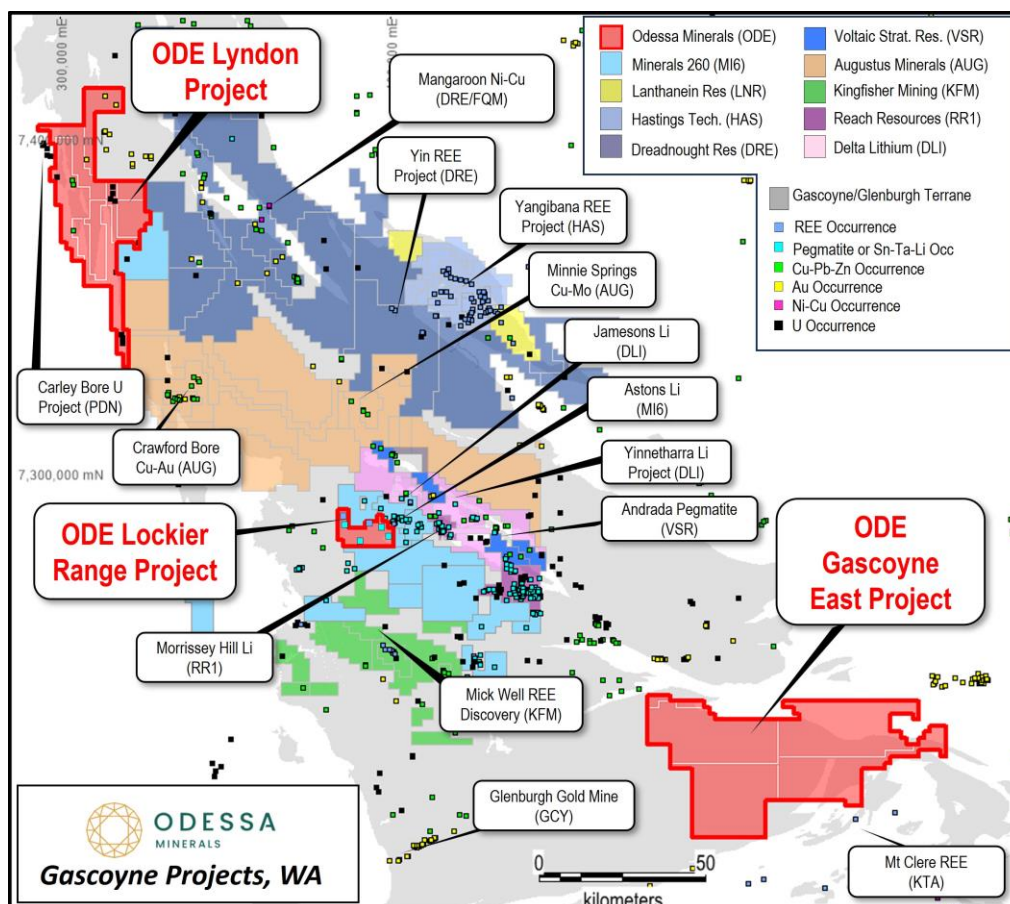 300,000 mE
ODE Lyndon
Project
Mangaroon Ni-Cu
(DRE/FQM)
Yin REE
Project (DRE)
Yangibana REE
Project (HAS)
Minnie Springs
Cu-Mo (AUG)
Jamesons Li
(DLI)
Astons Li
(MI6)
Yinnetharra Li
Project (DLI)
Andrada Pegmatite
(VSR)
7,400,000 mN
Carley Bore U
Project (PDN)
Crawford Bore
Cu-Au (AUG)
7,300,000 mN
ODE Lockier
Range Project
Morrissey Hill Li
(RR1)
Mick Well REE
Discovery (KFM)
ODE
Gascoyne
East Project
Glenburgh Gold Mine
(GCY)
Mt Clere REE
(KTA)
Odessa Minerals (ODE)
Minerals 260 (MI6)
Lanthanein Res (LNR)
Hastings Tech. (HAS)
Dreadnought Res (DRE)
Voltaic Strat. Res. (VSR)
Augustus Minerals (AUG)
Kingfisher Mining (KFM)
Reach Resources (RR1)
Delta Lithium (DLI)
Gascoyne/Glenburgh Terrane
REE Occurrence
Pegmatite or Sn-Ta-Li Occ
Cu-Pb-Zn Occurrence
Au Occurrence
Ni-Cu Occurrence
U Occurrence
ODESSA
MINERALS
Gascoyne Projects, WA
0 50
kilometers